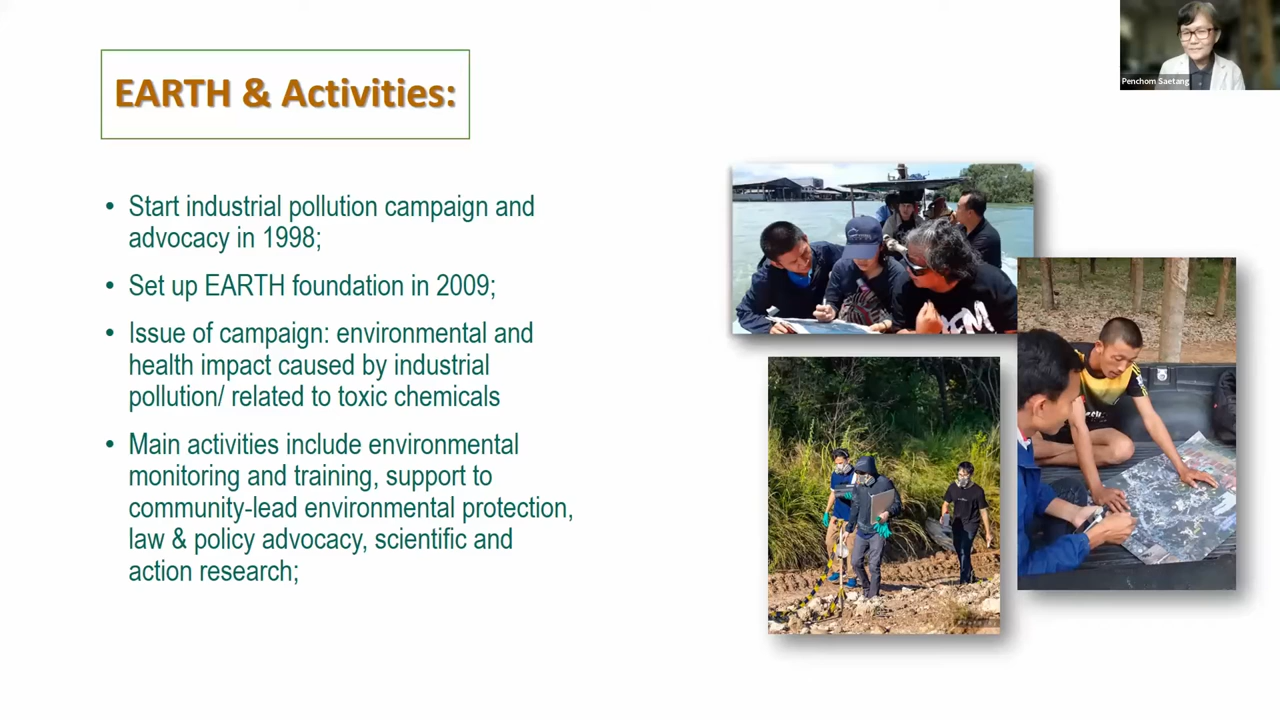 EARTH & Activities:
• Start industrial pollution campaign and
advocacy in 1998;
• Set up EARTH foundation in 2009;
• Issue of campaign: environmental and
health impact caused by industrial
pollution/ related to toxic chemicals
• Main activities include environmental
monitoring and training, support to
community-lead environmental protection,
law & policy advocacy, scientific and
action research;
Penchom Saetang